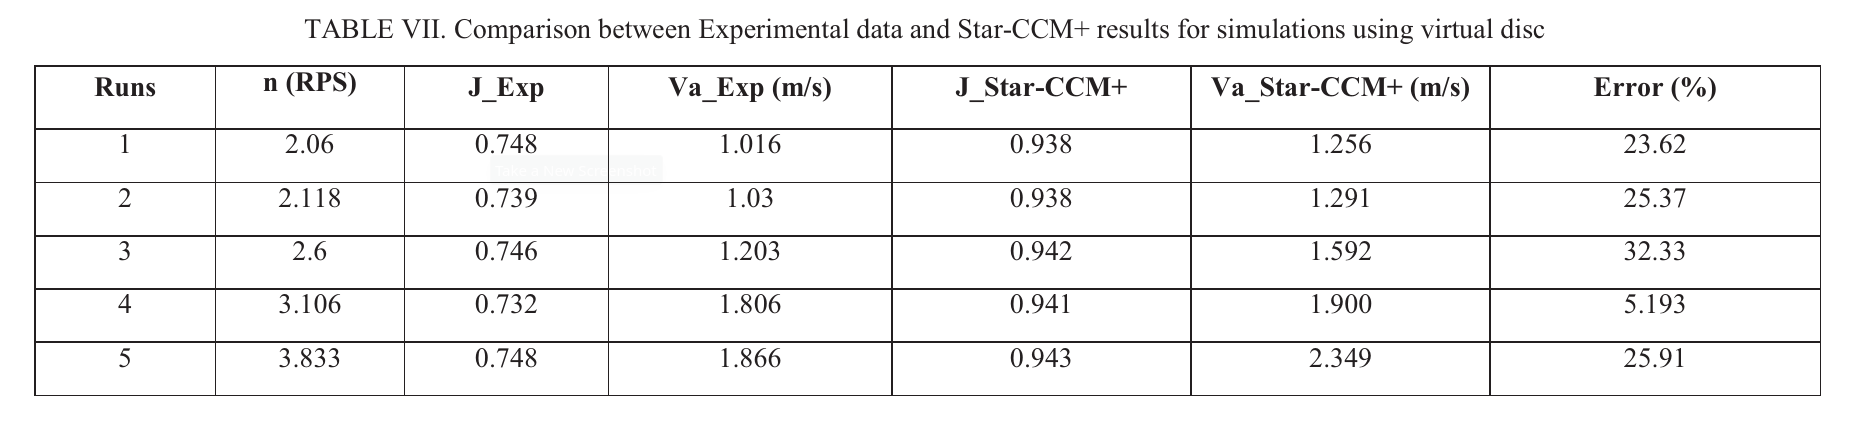 TABLE VII. Comparison between Experimental data and Star-CCM+ results for simulations using virtual disc
Runs n (RPS) J_Exp Va_Exp (m/s) J_Star-CCM+ Va_Star-CCM+ (m/s) Error (%)
1 2.06 0.748 1.016 0.938 1.256 23.62
Take a New Screenshot
2 2.118 0.739 1.03 0.938 1.291 25.37
3 2.6 0.746 1.203 0.942 1.592 32.33
4 3.106 0.732 1.806 0.941 1.900 5.193
5 3.833 0.748 1.866 0.943 2.349 25.91